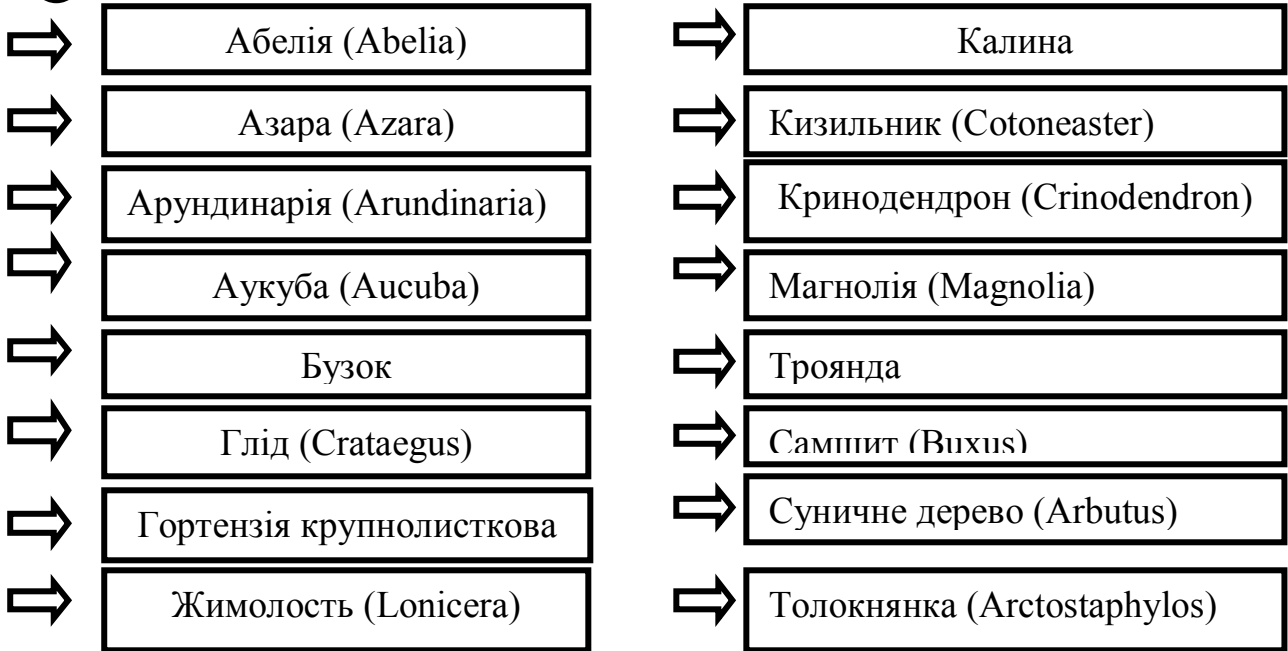 Абелія (Abelia)
Азара (Azara)
Арундинарія (Arundinaria)
Аукуба (Aucuba)
Бузок
Глід (Crataegus)
Гортензія крупнолисткова
Жимолость (Lonicera)
Калина
Кизильник (Cotoneaster)
Кринодендрон (Crinodendron)
Магнолія (Magnolia)
Троянда
Самшит (Buxus)
Суничне дерево (Arbutus)
Толокнянка (Arctostaphylos)